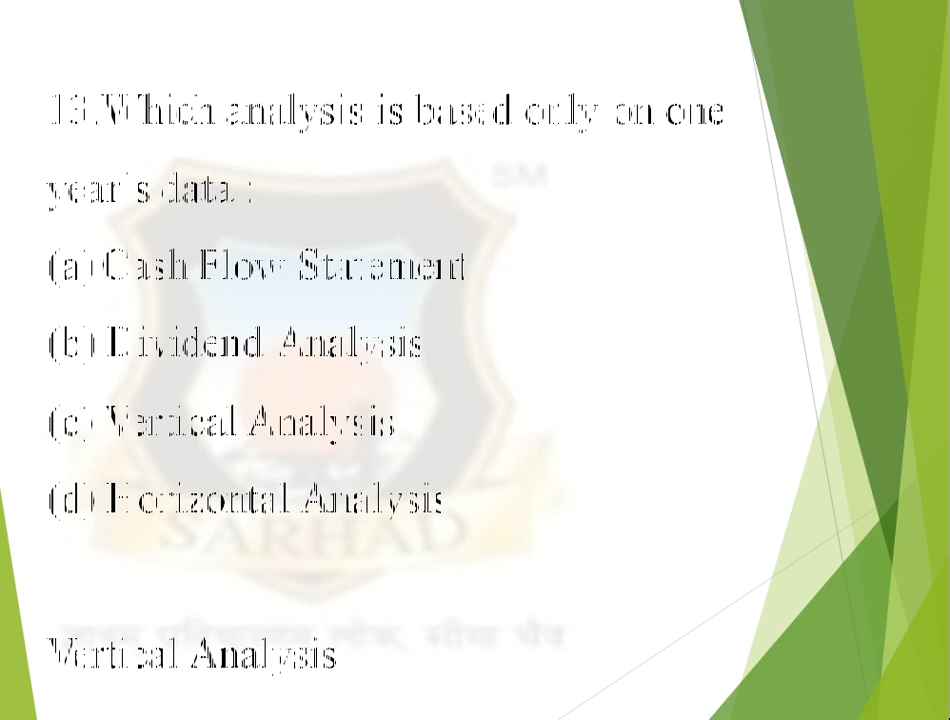 13.Which analysis is based only on one
year's data :
SM
(a) Cash Flow Statement
(b) Dividend Analysis
(c) Vertical Analysis
(d) Horizontal Analysis
SARHAD
Vertical Analysis